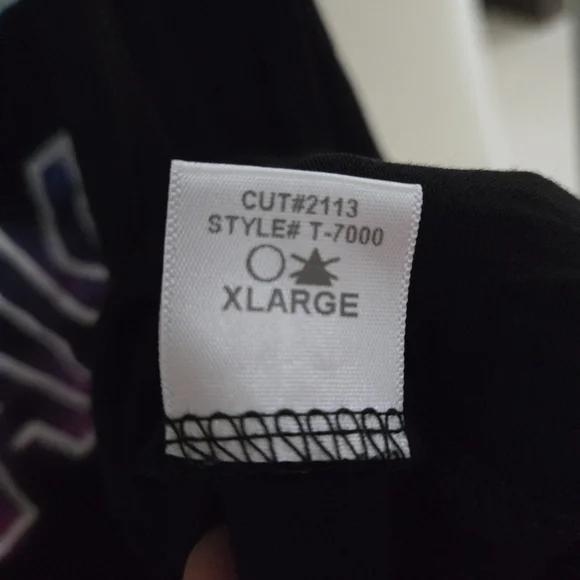 CUT#2113
STYLE# T-7000
XLARGE